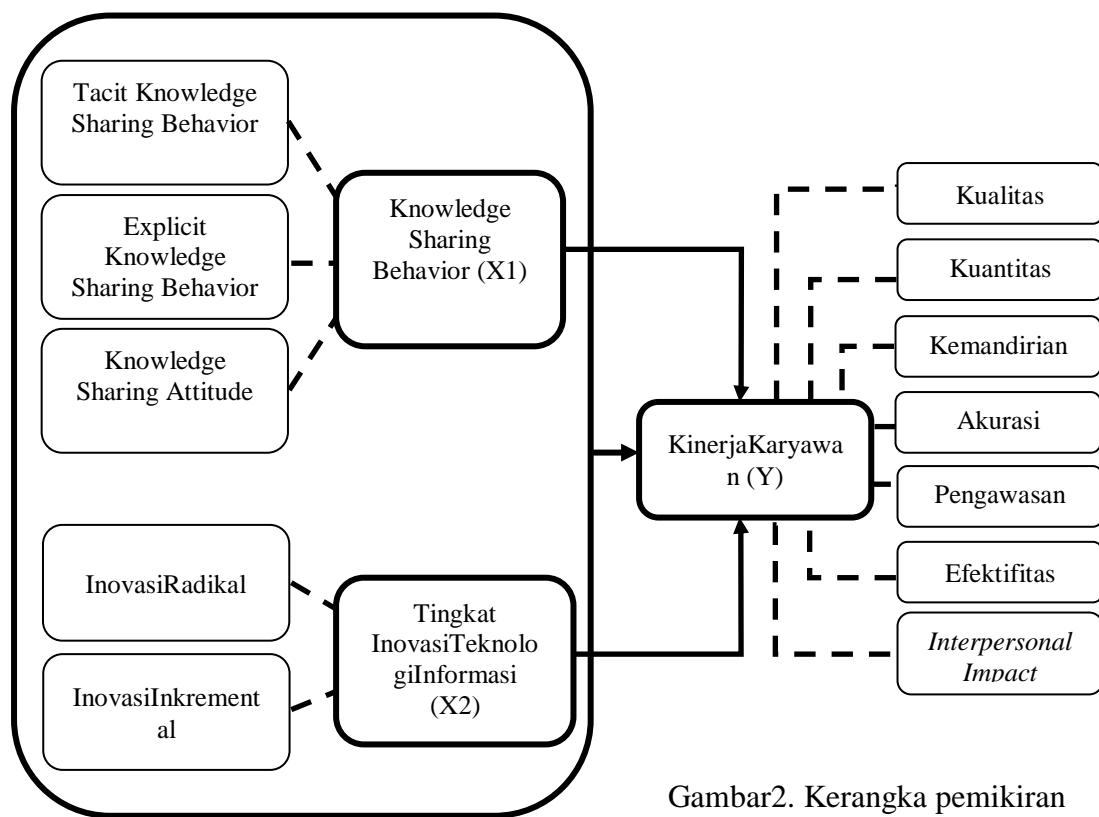 Tacit Knowledge
Sharing Behavior
Explicit
Knowledge
Sharing Behavior
Knowledge
Sharing Attitude
Knowledge
Sharing
Behavior (X1)
InovasiRadikal
InovasiInkrement
al
Tingkat
InovasiTeknolo
giInformasi
(X2)
KinerjaKaryawa
n (Y)
Kualitas
Kuantitas
Kemandirian
Akurasi
Pengawasan
Efektifitas
Interpersonal
Impact
Gambar2. Kerangka pemikiran